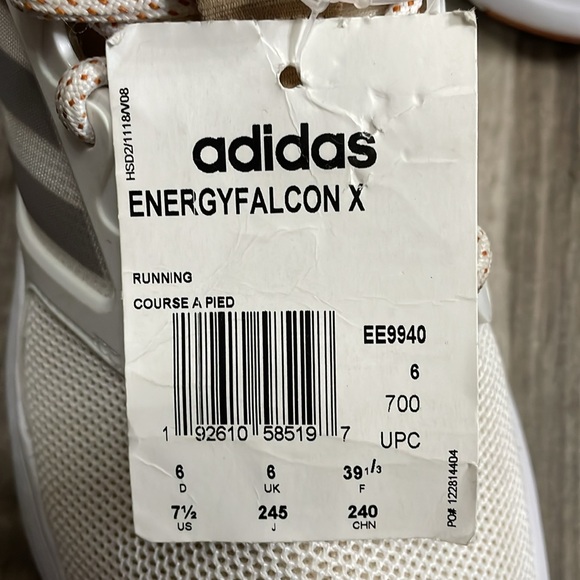 HSD2/1118/V08
adidas
ENERGYFALCON X
RUNNING
COURSE A PIED
EE9940
6
700
1 92610 58519 7
UPC
6 6 39 1/3
D UK F
7½ 245 240
US J CHN
PO# 122814404